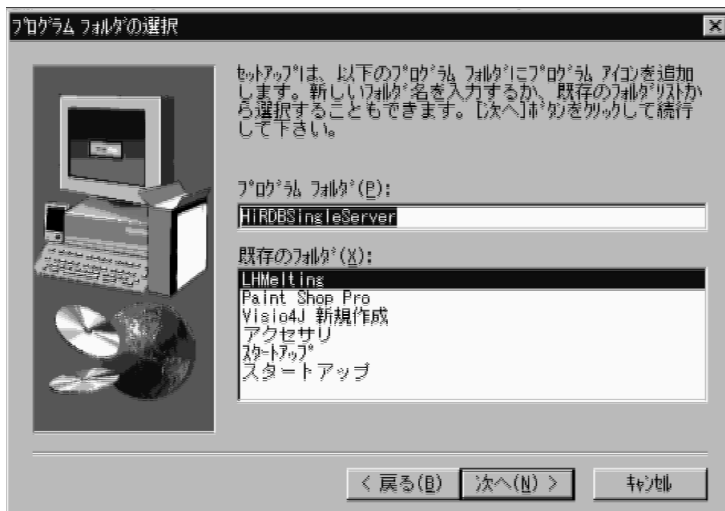 ﾌﾟﾛｸﾞﾗﾑ ﾌｫﾙﾀﾞの選択
ｾｯﾄｱｯﾌﾟは、以下のﾌﾟﾛｸﾞﾗﾑ ﾌｫﾙﾀﾞにﾌﾟﾛｸﾞﾗﾑ ｱｲｺﾝを追加
します。新しいﾌｫﾙﾀﾞ名を入力するか、既存のﾌｫﾙﾀﾞﾘｽﾄか
ら選択することもできます。[次へ]ﾎﾞﾀﾝをｸﾘｯｸして続行
して下さい。
ﾌﾟﾛｸﾞﾗﾑ ﾌｫﾙﾀﾞ(P):
HiRDBSingleServer
既存のﾌｫﾙﾀﾞ(X):
LHMelting
Paint Shop Pro
Visio4J 新規作成
アクセサリ
ｽﾀｰﾄｱｯﾌﾟ
スタートアップ
< 戻る(B)
次へ(N) >
ｷｬﾝｾﾙ